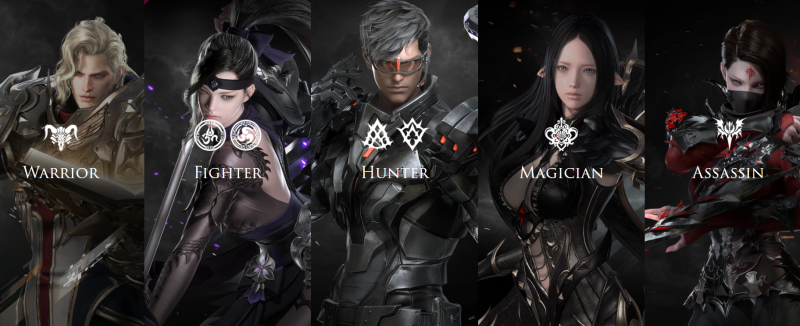 Warrior
Fighter
Hunter
Magician
Assassin